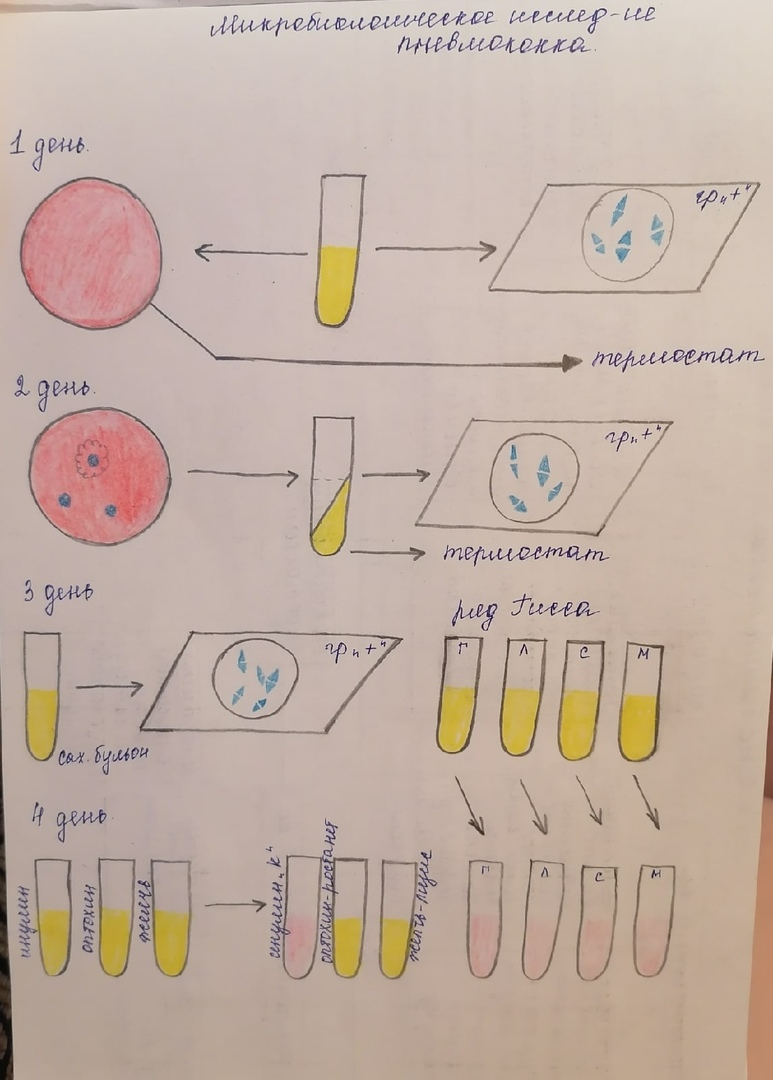 Микробиологическое исслед-ие
пневмококка.
1 день.
гр„+"
термостат
2 день.
гр„+"
термостат
3 день
ряд Гисса
гр„+"
Г Л С М
сах. бульон
4 день.
инулин
оптохин
желчь
инулин „к"
оптохин-
желчь-лизис
Г Л С М